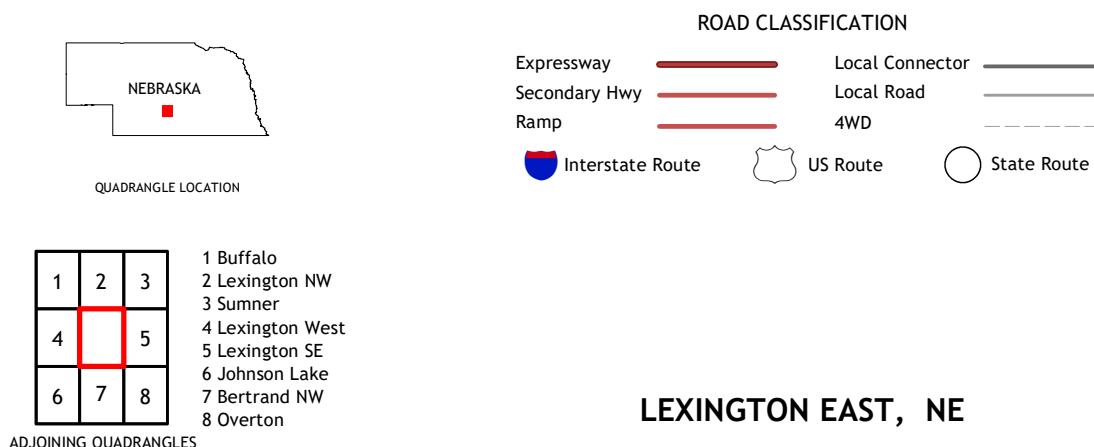 NEBRASKA
QUADRANGLE LOCATION
ROAD CLASSIFICATION
Expressway
Secondary Hwy
Ramp
Local Connector
Local Road
4WD
Interstate Route
US Route
State Route
1 2 3
4 5
6 7 8
1 Buffalo
2 Lexington NW
3 Sumner
4 Lexington West
5 Lexington SE
6 Johnson Lake
7 Bertrand NW
8 Overton
ADJOINING QUADRANGLES
LEXINGTON EAST, NE